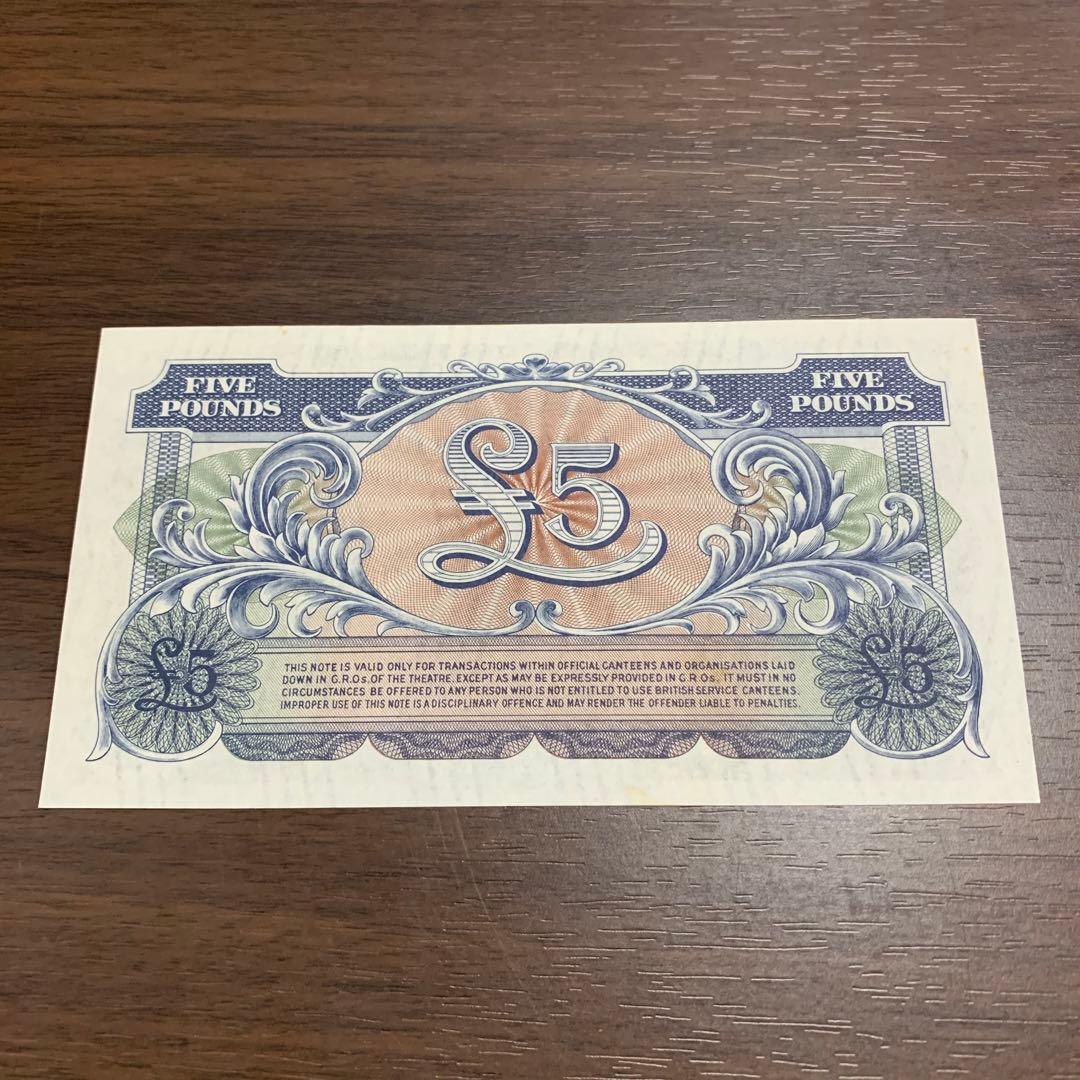 FIVE
POUNDS
FIVE
POUNDS
£5
THIS NOTE IS VALID ONLY FOR TRANSACTIONS WITHIN OFFICIAL CANTEENS AND ORGANISATIONS LAID
DOWN IN G.R.Os. OF THE THEATRE. EXCEPT AS MAY BE EXPRESSLY PROVIDED IN G.R.Os. IT MUST IN NO
CIRCUMSTANCES BE OFFERED TO ANY PERSON WHO IS NOT ENTITLED TO USE BRITISH SERVICE CANTEENS.
IMPROPER USE OF THIS NOTE IS A DISCIPLINARY OFFENCE AND MAY RENDER THE OFFENDER LIABLE TO PENALTIES.
£5
£5